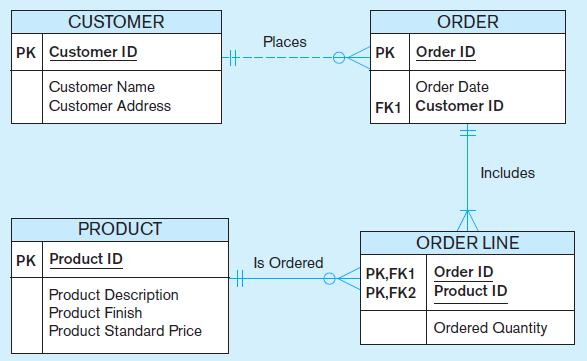 CUSTOMER
PK Customer ID
Customer Name
Customer Address
Places
ORDER
PK Order ID
Order Date
FK1 Customer ID
Includes
PRODUCT
PK Product ID
Product Description
Product Finish
Product Standard Price
Is Ordered
ORDER LINE
PK,FK1 Order ID
PK,FK2 Product ID
Ordered Quantity